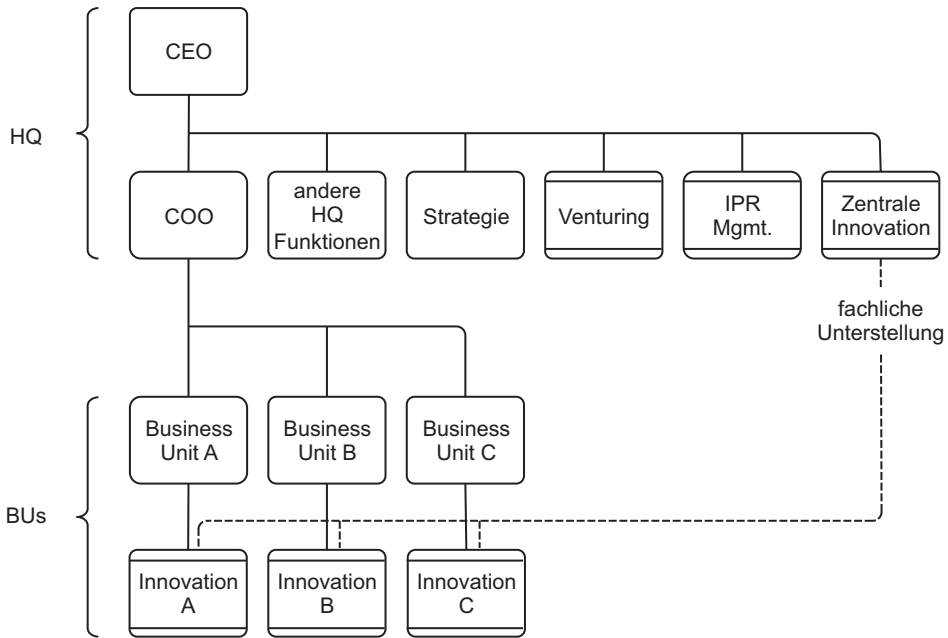 CEO
HQ
COO
andere
HQ
Funktionen
Strategie
Venturing
IPR
Mgmt.
Zentrale
Innovation
fachliche
Unterstellung
Business
Unit A
Business
Unit B
Business
Unit C
BUs
Innovation
A
Innovation
B
Innovation
C